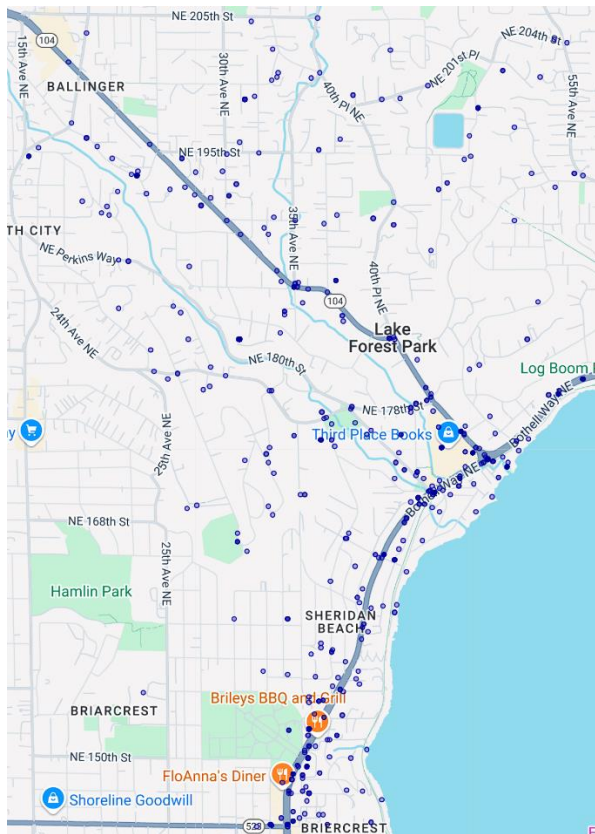 NE 205th St
NE 204th St
104
15th Ave NE
30th Ave NE
NE 201st Pl
40th Pl NE
55th Ave NE
BALLINGER
NE 195th St
TH CITY
35th Ave NE
NE Perkins Way
40th Pl NE
104
24th Ave NE
Lake
Forest Park
NE 180th St
Log Boom
NE 178th St
Bothell Way NE
Third Place Books
25th Ave NE
Bothell Way NE
NE 168th St
25th Ave NE
Hamlin Park
SHERIDAN
BEACH
Brileys BBQ and Grill
BRIARCREST
NE 150th St
FloAnna's Diner
Shoreline Goodwill
523
BRIERCREST